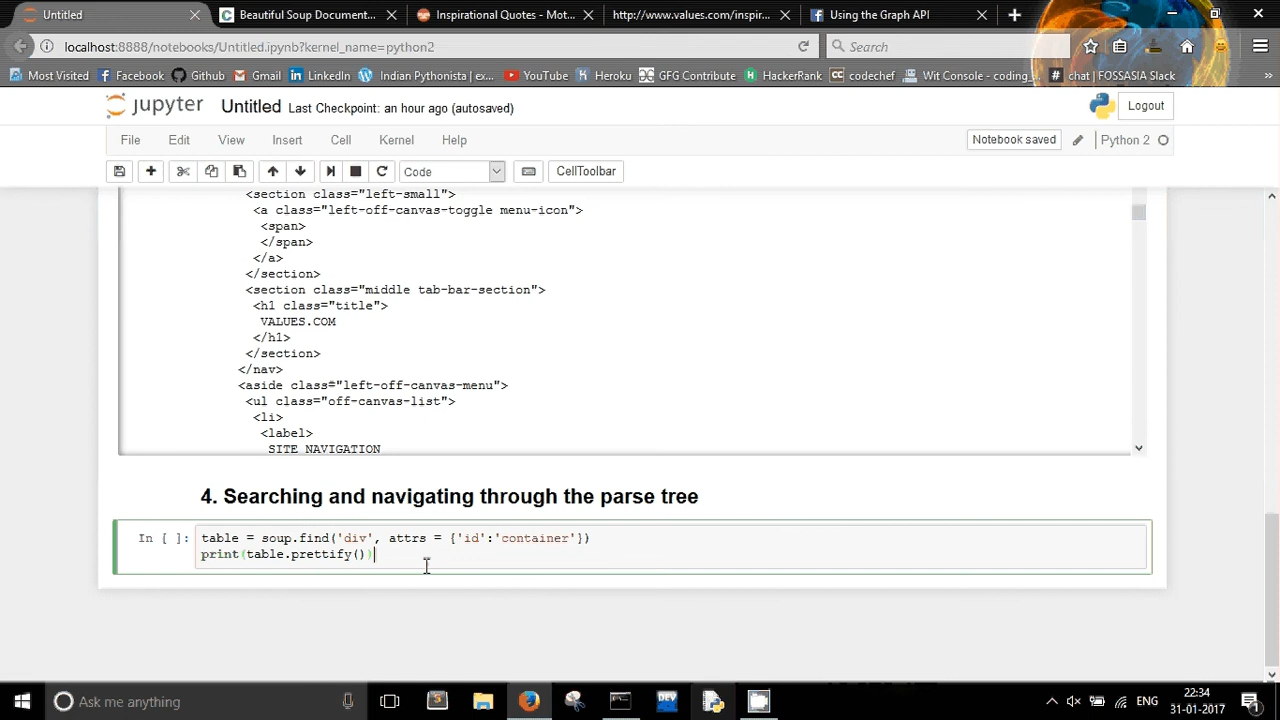 Untitled
Beautiful Soup Document...
Inspirational Quotes - Mot...
http://www.values.com/inspir...
Using the Graph API
localhost:8888/notebooks/Untitled.ipynb?kernel_name=python2
Search
Most Visited
Facebook
Github
Gmail
LinkedIn
Indian Pythonista | ex...
YouTube
Heroku
GFG Contribute
HackerRank
codechef
Wit Console - coding_s...
chat | FOSSASIA Slack
jupyter Untitled Last Checkpoint: an hour ago (autosaved)
Logout
File Edit View Insert Cell Kernel Help
Notebook saved
Python 2
Code
CellToolbar
<section class="left-small">
<a class="left-off-canvas-toggle menu-icon">
<span>
</span>
</a>
</section>
<section class="middle tab-bar-section">
<h1 class="title">
VALUES.COM
</h1>
</section>
</nav>
<aside class="left-off-canvas-menu">
<ul class="off-canvas-list">
<li>
<label>
SITE NAVIGATION
4. Searching and navigating through the parse tree
In [ ]: table = soup.find('div', attrs = {'id':'container'})
print(table.prettify())
Ask me anything
DEV
ENG
22:34
31-01-2017